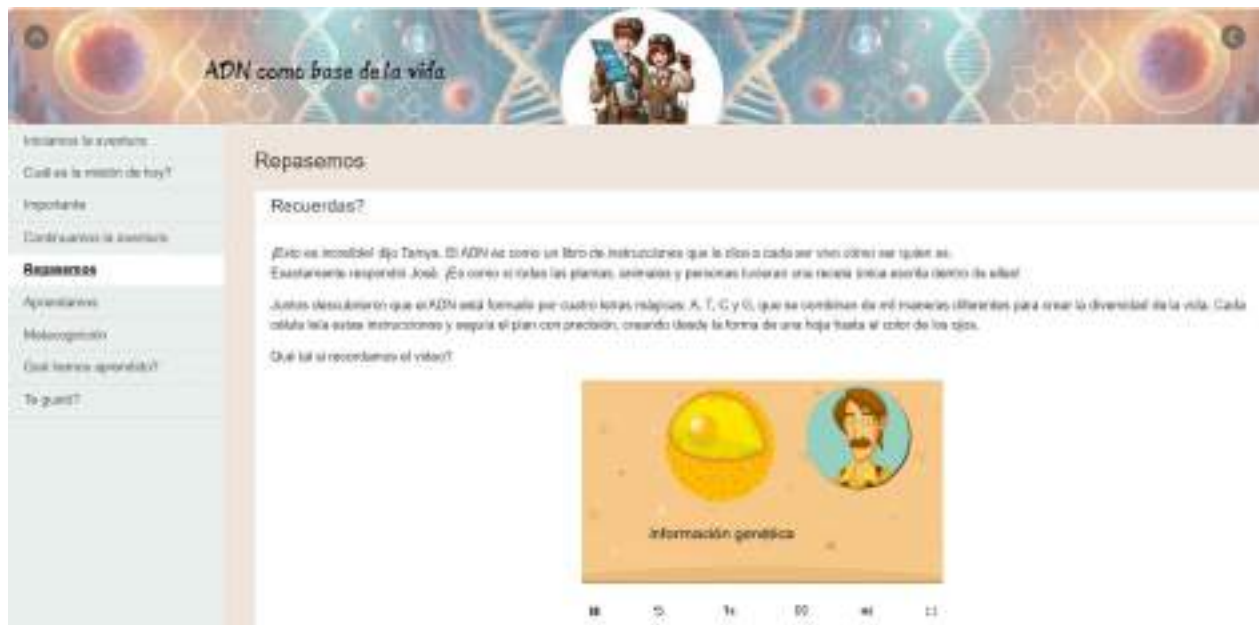 ADN como base de la vida
Iniciamos la aventura
Cuál es la misión de hoy?
Importante
Continuamos la aventura
Repasemos
Aprendamos
Metacognición
Qué hemos aprendido?
Te gustó?
Repasemos
Recuerdas?
¡Esto es increíble! dijo Tamya. El ADN es como un libro de instrucciones que le dice a cada ser vivo cómo ser quien es.
Exactamente respondió José. ¡Es como si todas las plantas, animales y personas tuvieran una receta única escrita dentro de ellas!
Juntos descubrieron que el ADN está formado por cuatro letras mágicas: A, T, C y G, que se combinan de mil maneras diferentes para crear la diversidad de la vida. Cada
célula leía estas instrucciones y seguía el plan con precisión, creando desde la forma de una hoja hasta el color de los ojos.
Qué tal si recordamos el video?
Información genética
1x